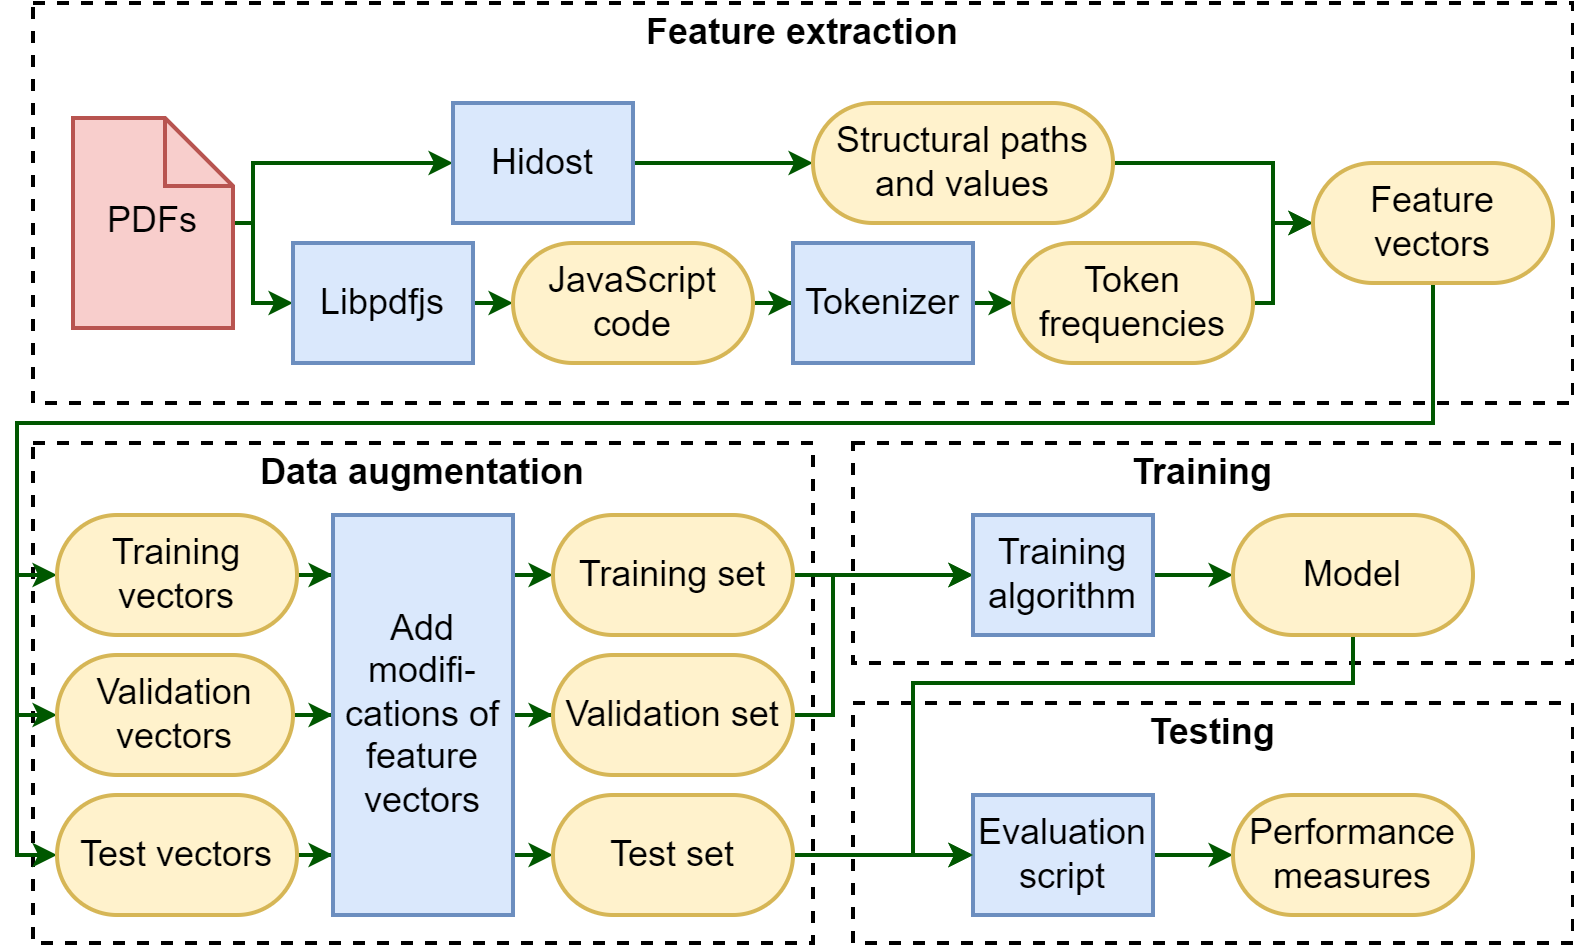 Feature extraction
PDFs
Hidost
Structural paths
and values
Feature
vectors
Libpdfjs
JavaScript
code
Tokenizer
Token
frequencies
Data augmentation
Training
vectors
Validation
vectors
Test vectors
Add
modifi-
cations of
feature
vectors
Training set
Validation set
Test set
Training
Training
algorithm
Model
Testing
Evaluation
script
Performance
measures